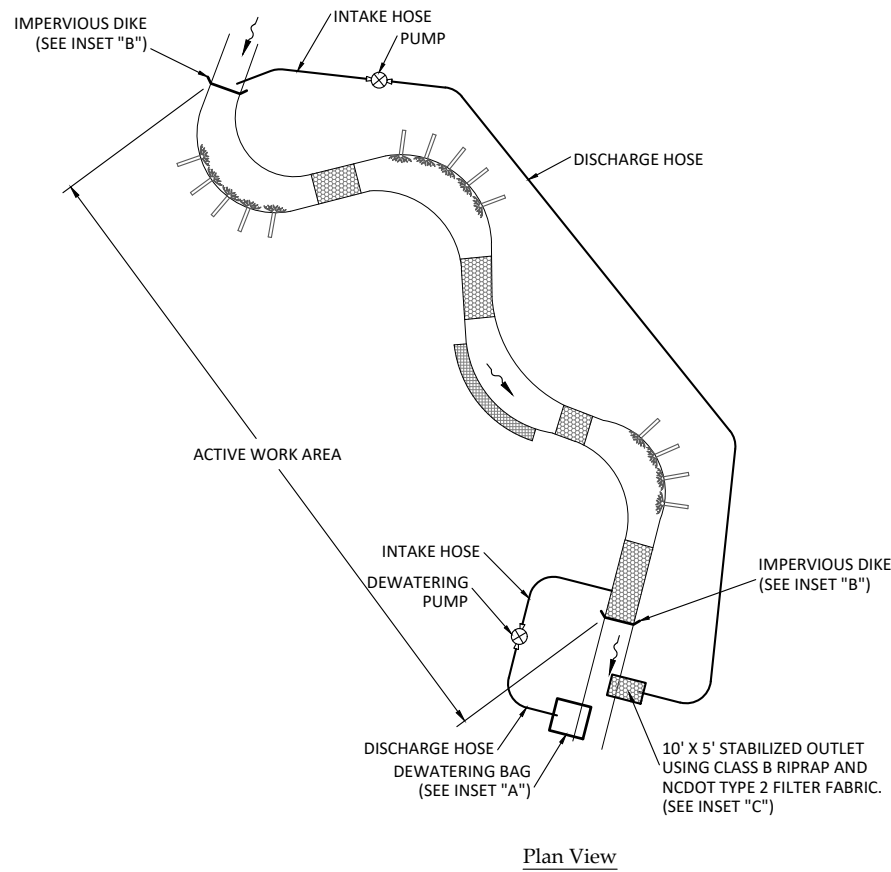 INTAKE HOSE
IMPERVIOUS DIKE
(SEE INSET "B")
PUMP
DISCHARGE HOSE
ACTIVE WORK AREA
INTAKE HOSE
DEWATERING
PUMP
IMPERVIOUS DIKE
(SEE INSET "B")
DISCHARGE HOSE
DEWATERING BAG
(SEE INSET "A")
10' X 5' STABILIZED OUTLET
USING CLASS B RIPRAP AND
NCDOT TYPE 2 FILTER FABRIC.
(SEE INSET "C")
Plan View